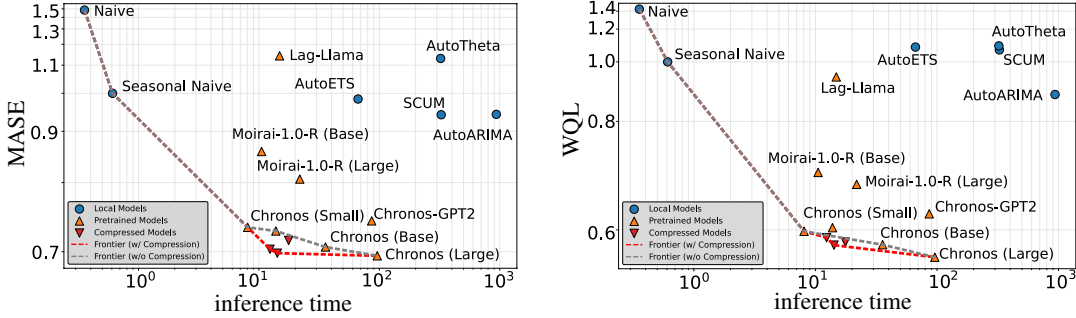 MASE
1.5
1.3
1.1
0.9
0.7
Naive
Lag-Llama
AutoTheta
Seasonal Naive
AutoETS
SCUM
AutoARIMA
Moirai-1.0-R (Base)
Moirai-1.0-R (Large)
Chronos (Small)
Chronos-GPT2
Chronos (Base)
Chronos (Large)
Local Models
Pretrained Models
Compressed Models
Frontier (w/ Compression)
Frontier (w/o Compression)
10⁰ 10¹ 10² 10³
inference time
WQL
1.4
1.2
1.0
0.8
0.6
Naive
AutoTheta
Seasonal Naive
AutoETS
SCUM
Lag-Llama
AutoARIMA
Moirai-1.0-R (Base)
Moirai-1.0-R (Large)
Chronos (Small)
Chronos-GPT2
Chronos (Base)
Chronos (Large)
Local Models
Pretrained Models
Compressed Models
Frontier (w/ Compression)
Frontier (w/o Compression)
10⁰ 10¹ 10² 10³
inference time